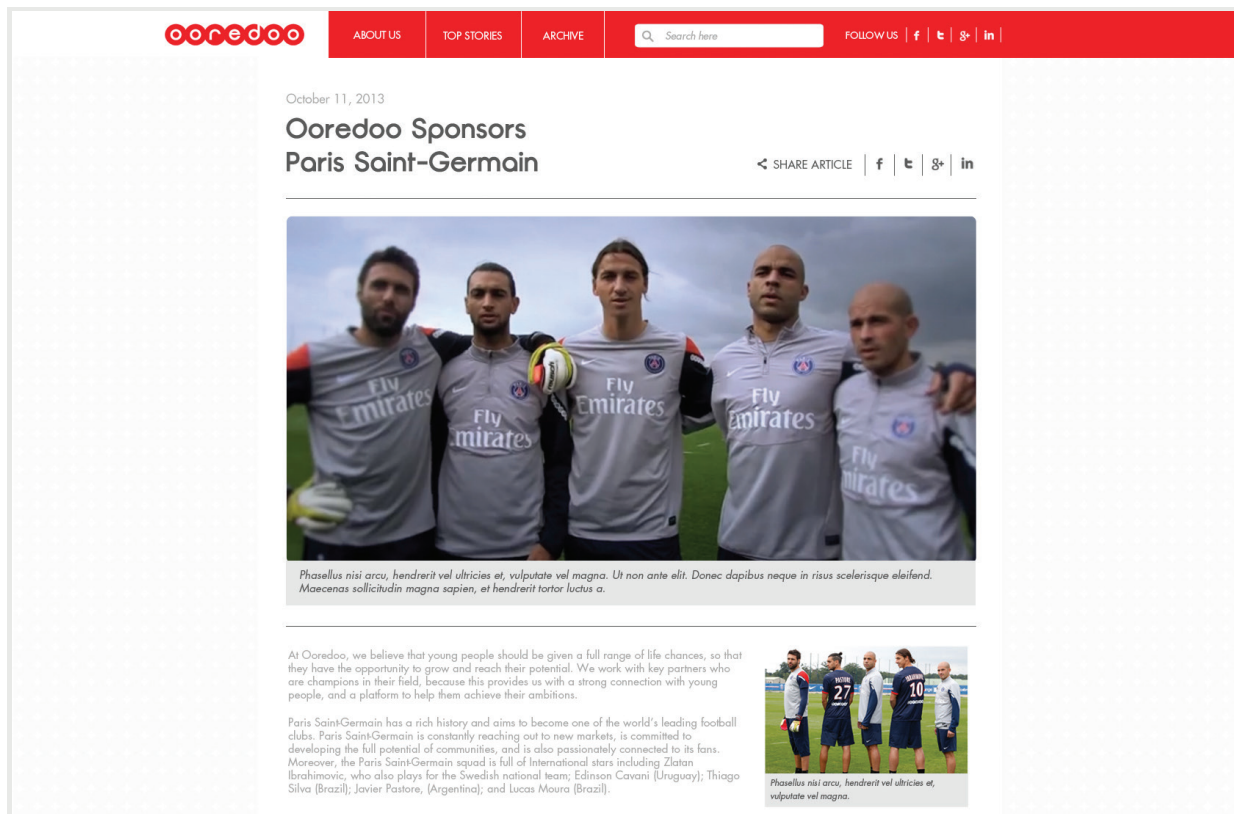 ooredoo
ABOUT US
TOP STORIES
ARCHIVE
Search here
FOLLOW US
October 11, 2013
Ooredoo Sponsors
Paris Saint-Germain
SHARE ARTICLE
Fly
Emirates
Fly
mirates
Fly
Emirates
Fly
Emirates
Fly
mirates
Phasellus nisi arcu, hendrerit vel ultricies et, vulputate vel magna. Ut non ante elit. Donec dapibus neque in risus scelerisque eleifend.
Maecenas sollicitudin magna sapien, et hendrerit tortor luctus a.
At Ooredoo, we believe that young people should be given a full range of life chances, so that
they have the opportunity to grow and reach their potential. We work with key partners who
are champions in their field, because this provides us with a strong connection with young
people, and a platform to help them achieve their ambitions.
Paris Saint-Germain has a rich history and aims to become one of the world's leading football
clubs. Paris Saint-Germain is constantly reaching out to new markets, is committed to
developing the full potential of communities, and is also passionately connected to its fans.
Moreover, the Paris Saint-Germain squad is full of International stars including Zlatan
Ibrahimovic, who also plays for the Swedish national team; Edinson Cavani (Uruguay); Thiago
Silva (Brazil); Javier Pastore, (Argentina); and Lucas Moura (Brazil).
PASTORE
27
IBRAHIMOVIC
10
Phasellus nisi arcu, hendrerit vel ultricies et,
vulputate vel magna.